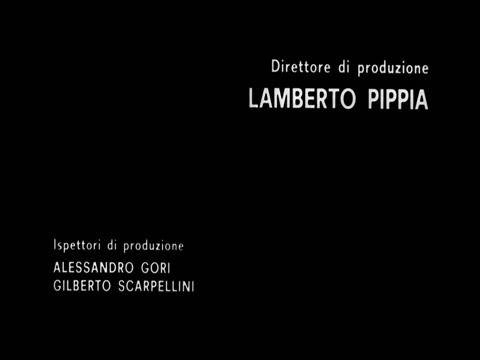 Direttore di produzione
LAMBERTO PIPPIA
Ispettori di produzione
ALESSANDRO GORI
GILBERTO SCARPELLINI